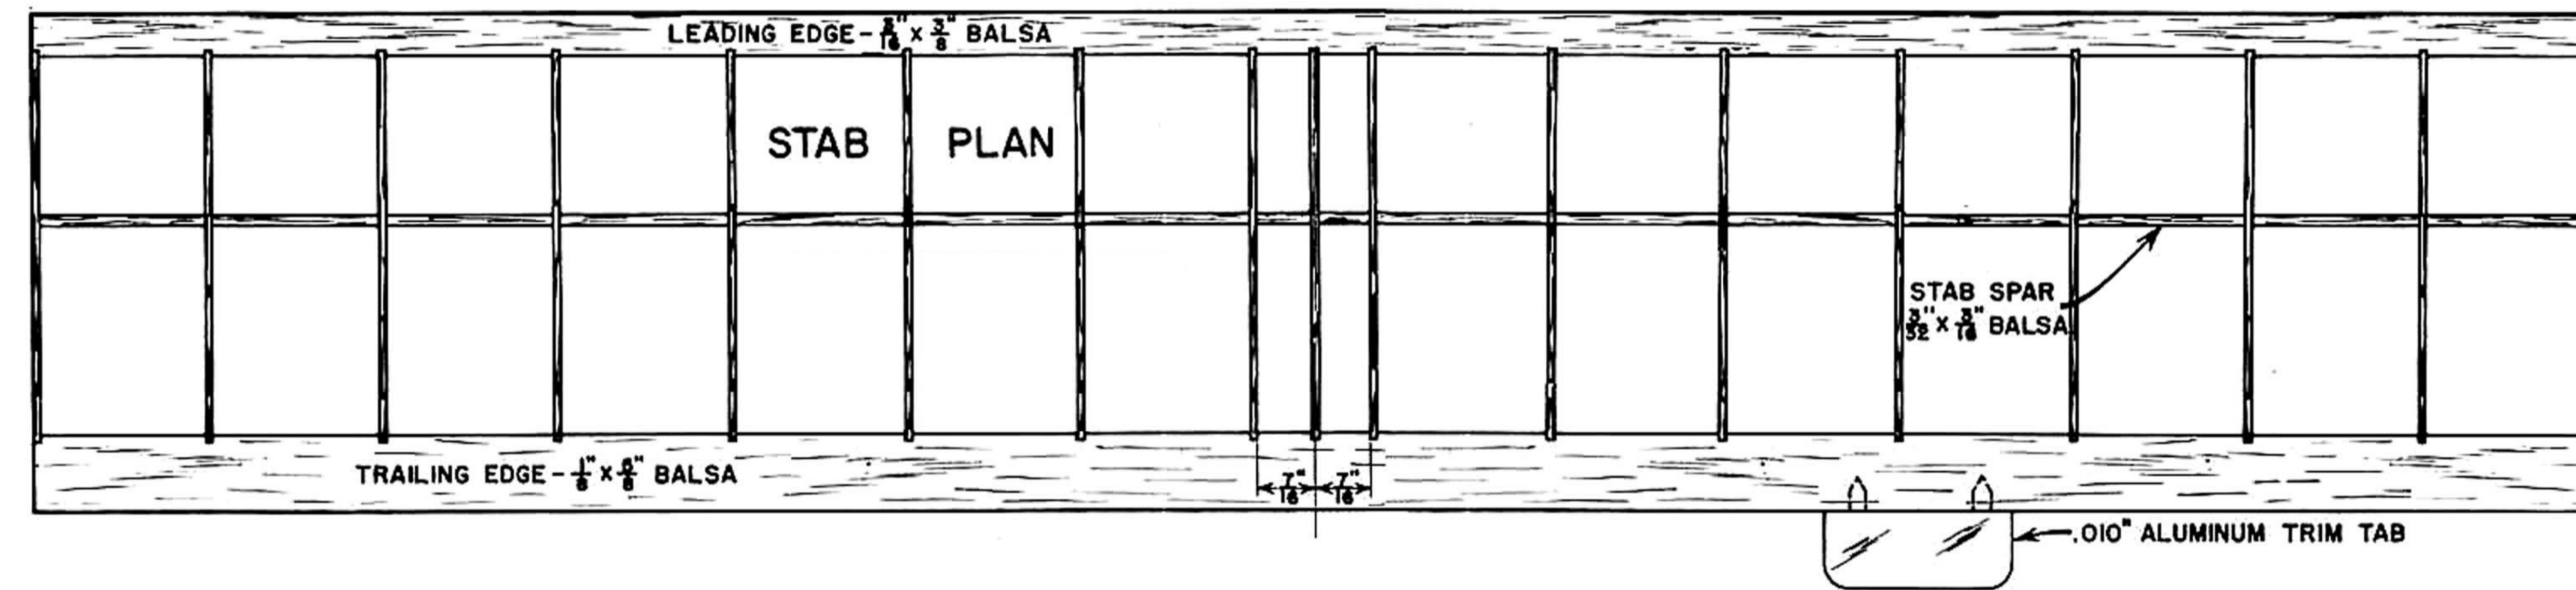 LEADING EDGE - 3/16" x 3/8" BALSA
STAB PLAN
STAB SPAR
3/32" x 3/16" BALSA
TRAILING EDGE - 1/8" x 5/8" BALSA
7/16" 7/16"
.010" ALUMINUM TRIM TAB